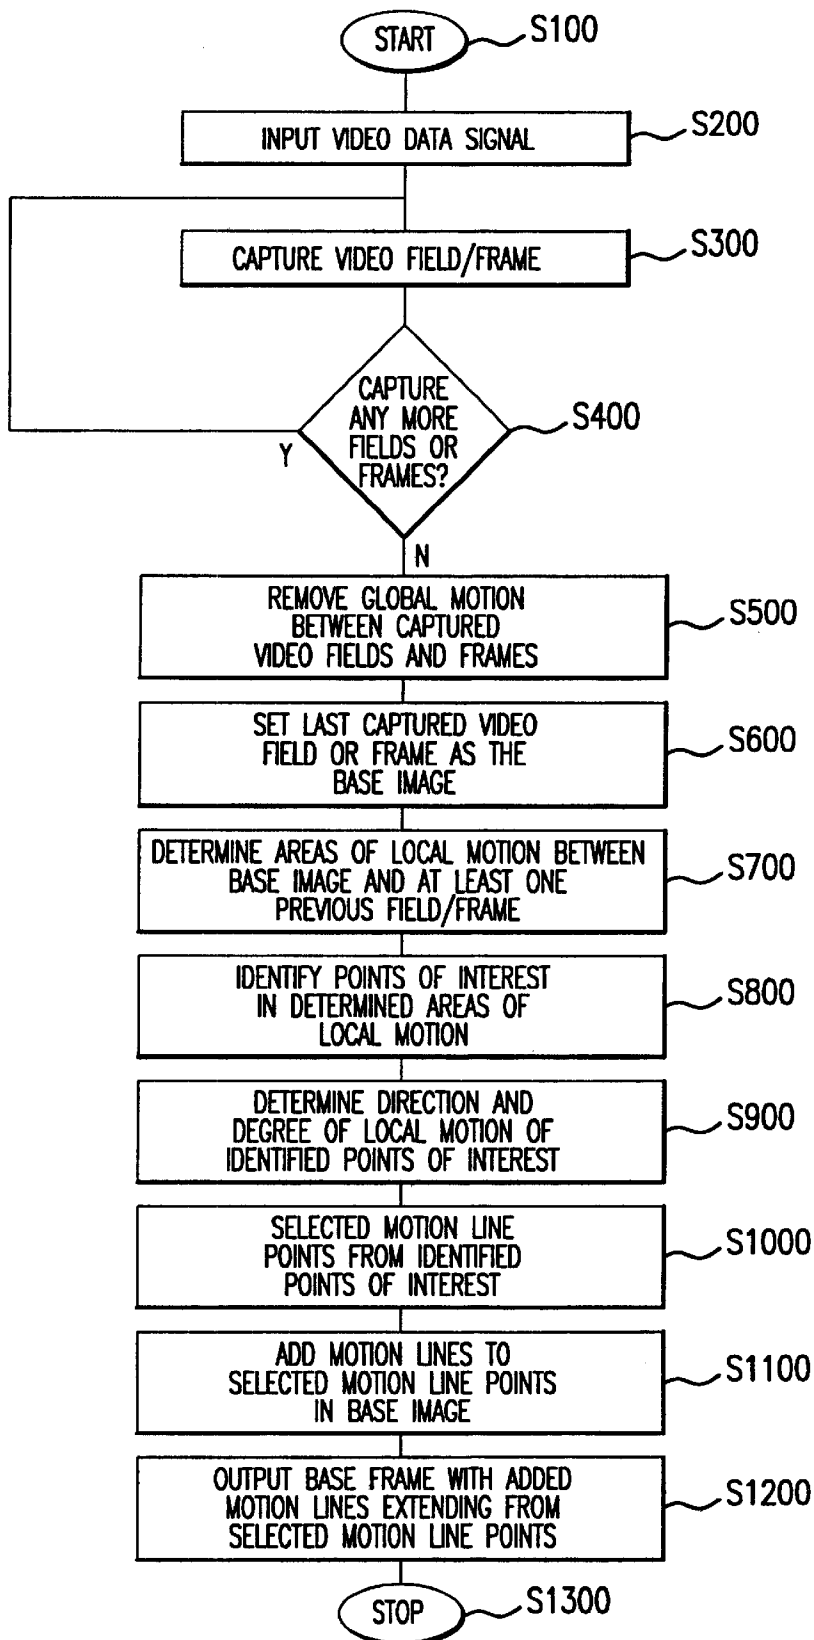 START
S100
INPUT VIDEO DATA SIGNAL
S200
CAPTURE VIDEO FIELD/FRAME
S300
CAPTURE
ANY MORE
FIELDS OR
FRAMES?
S400
Y
N
REMOVE GLOBAL MOTION
BETWEEN CAPTURED
VIDEO FIELDS AND FRAMES
S500
SET LAST CAPTURED VIDEO
FIELD OR FRAME AS THE
BASE IMAGE
S600
DETERMINE AREAS OF LOCAL MOTION BETWEEN
BASE IMAGE AND AT LEAST ONE
PREVIOUS FIELD/FRAME
S700
IDENTIFY POINTS OF INTEREST
IN DETERMINED AREAS OF
LOCAL MOTION
S800
DETERMINE DIRECTION AND
DEGREE OF LOCAL MOTION OF
IDENTIFIED POINTS OF INTEREST
S900
SELECTED MOTION LINE
POINTS FROM IDENTIFIED
POINTS OF INTEREST
S1000
ADD MOTION LINES TO
SELECTED MOTION LINE POINTS
IN BASE IMAGE
S1100
OUTPUT BASE FRAME WITH ADDED
MOTION LINES EXTENDING FROM
SELECTED MOTION LINE POINTS
S1200
STOP
S1300